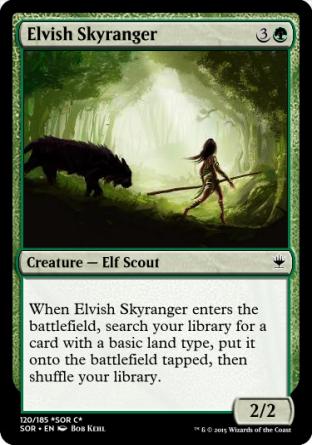 Elvish Skyranger 3
Creature — Elf Scout
When Elvish Skyranger enters the
battlefield, search your library for a
card with a basic land type, put it
onto the battlefield tapped, then
shuffle your library.
2/2
120/185 *SOR C*
SOR • EN Bob Kehl
™ & © 2015 Wizards of the Coast